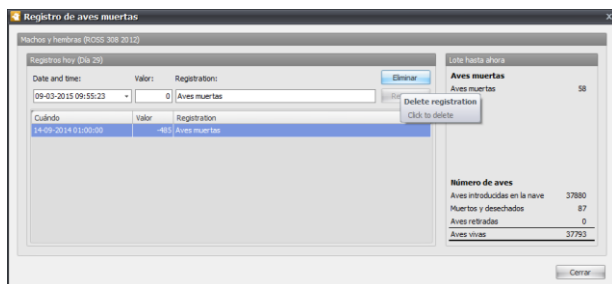 Registro de aves muertas
X
Machos y hembras (ROSS 308 2012)
Registros hoy (Día 29)
Date and time: Valor: Registration: Eliminar
09-03-2015 09:55:23 0 Aves muertas
Delete registration
Click to delete
Cuándo Valor Registration
14-09-2014 01:00:00 -485 Aves muertas
Lote hasta ahora
Aves muertas
Aves muertas 58
Número de aves
Aves introducidas en la nave 37880
Muertos y desechados 87
Aves retiradas 0
Aves vivas 37793
Cerrar